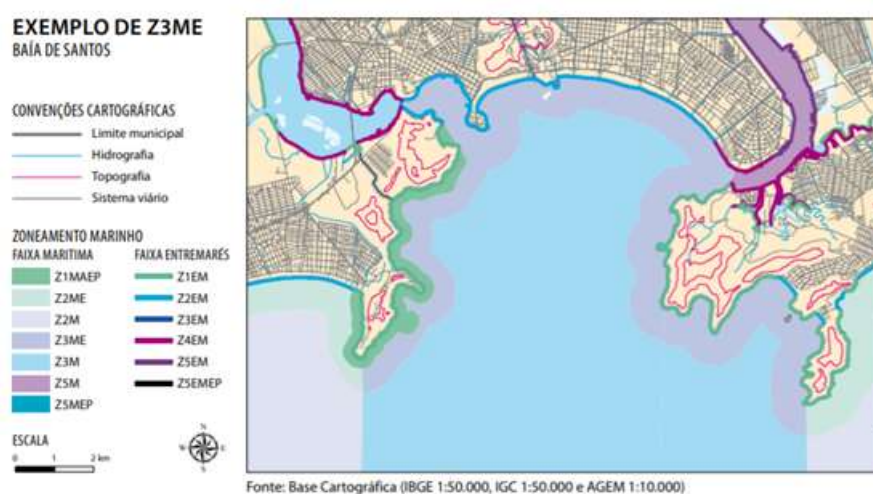 EXEMPLO DE Z3ME
BAÍA DE SANTOS
CONVENÇÕES CARTOGRÁFICAS
Limite municipal
Hidrografia
Topografia
Sistema viário
ZONEAMENTO MARINHO
FAIXA MARITIMA
Z1MAEP
Z2ME
Z2M
Z3ME
Z3M
Z5M
Z5MEP
FAIXA ENTREMARÉS
Z1EM
Z2EM
Z3EM
Z4EM
Z5EM
Z5EMEP
ESCALA
0 1 2 km
N
S
Fonte: Base Cartográfica (IBGE 1:50.000, IGC 1:50.000 e AGEM 1:10.000)